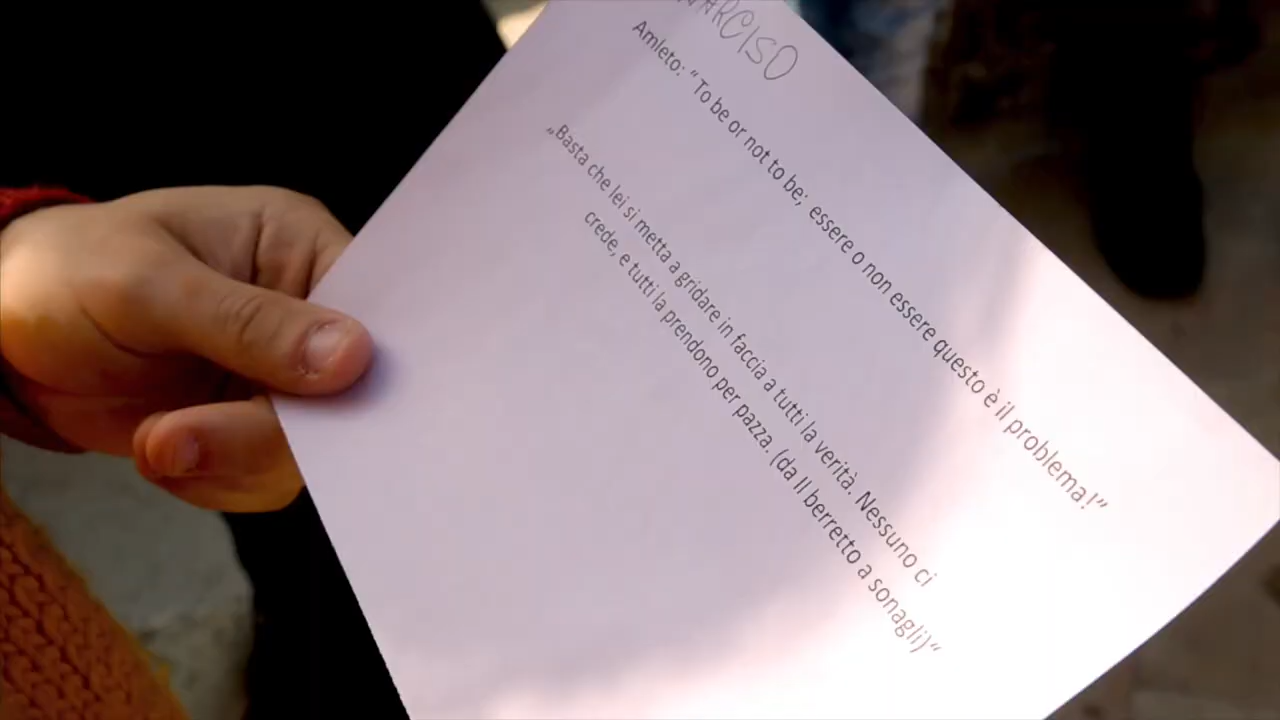 NARCISO
Amleto: “To be or not to be; essere o non essere questo è il problema!”
„Basta che lei si metta a gridare in faccia a tutti la verità. Nessuno ci
crede, e tutti la prendono per pazza. (da Il berretto a sonagli)“